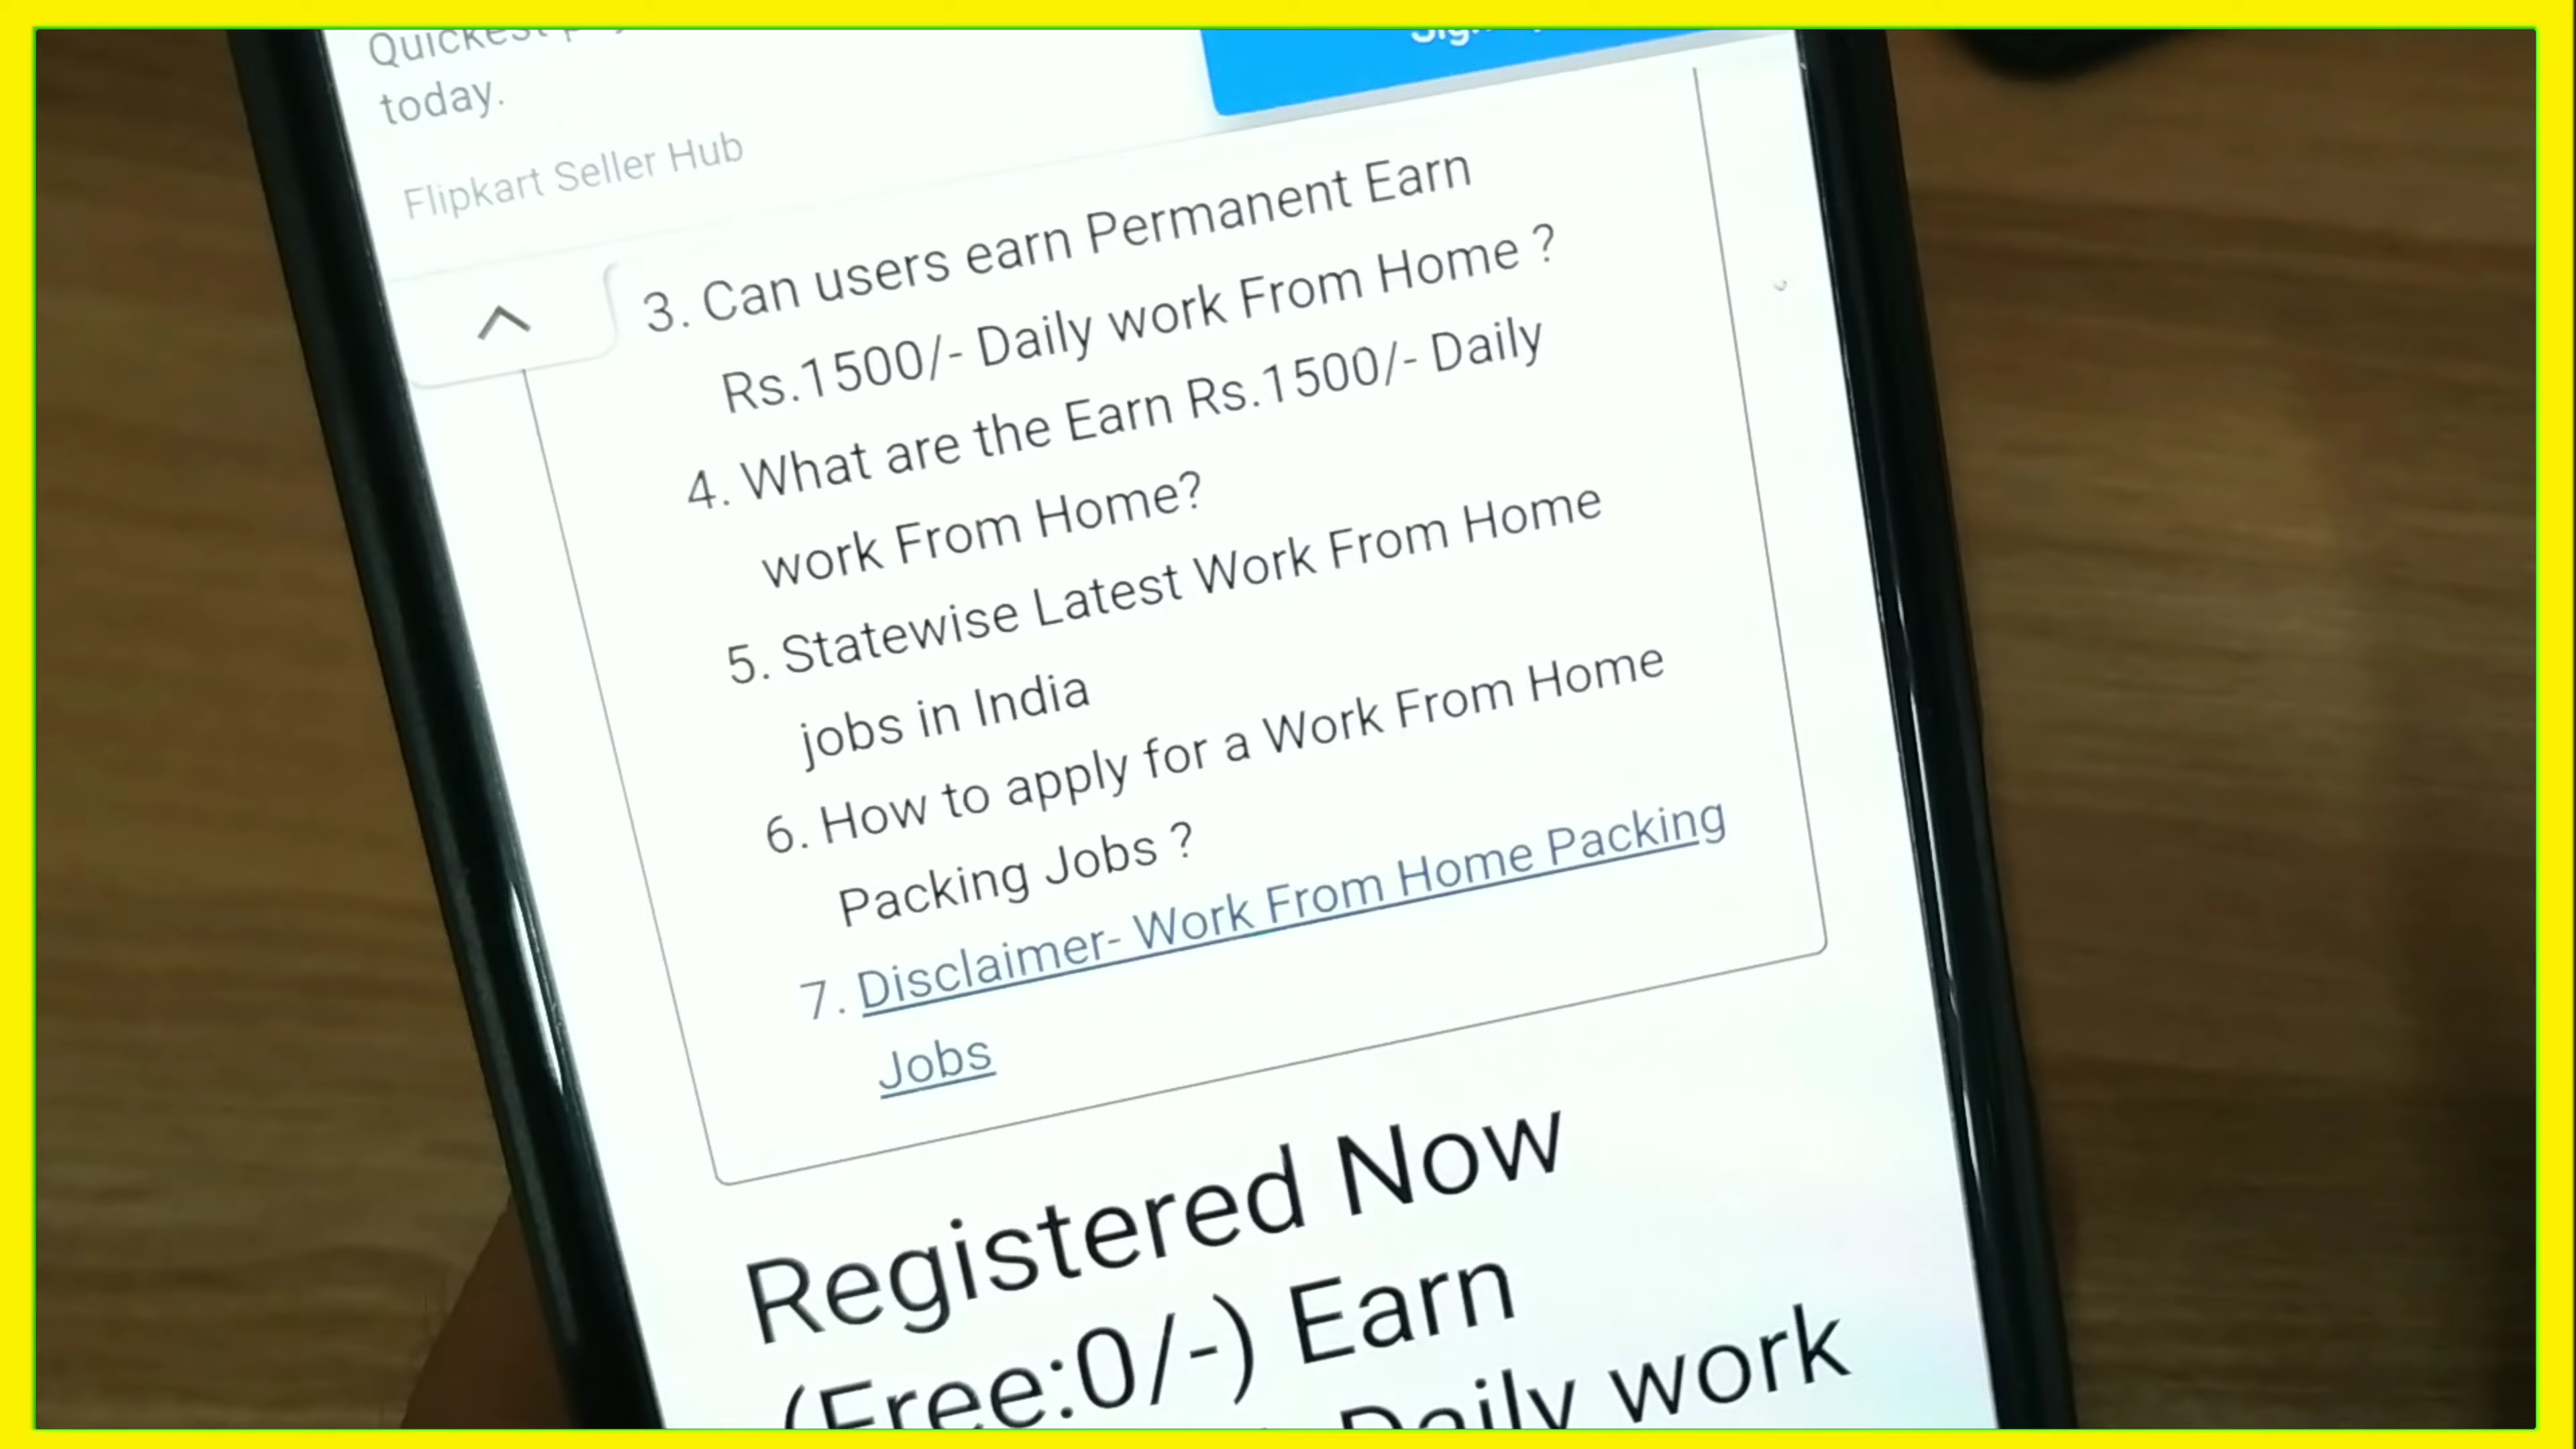 Quickest
today.
Flipkart Seller Hub
3. Can users earn Permanent Earn
Rs.1500/- Daily work From Home ?
4. What are the Earn Rs.1500/- Daily
work From Home?
5. Statewise Latest Work From Home
jobs in India
6. How to apply for a Work From Home
Packing Jobs ?
7. Disclaimer- Work From Home Packing
Jobs
Registered Now
(Free:0/-) Earn
Daily work